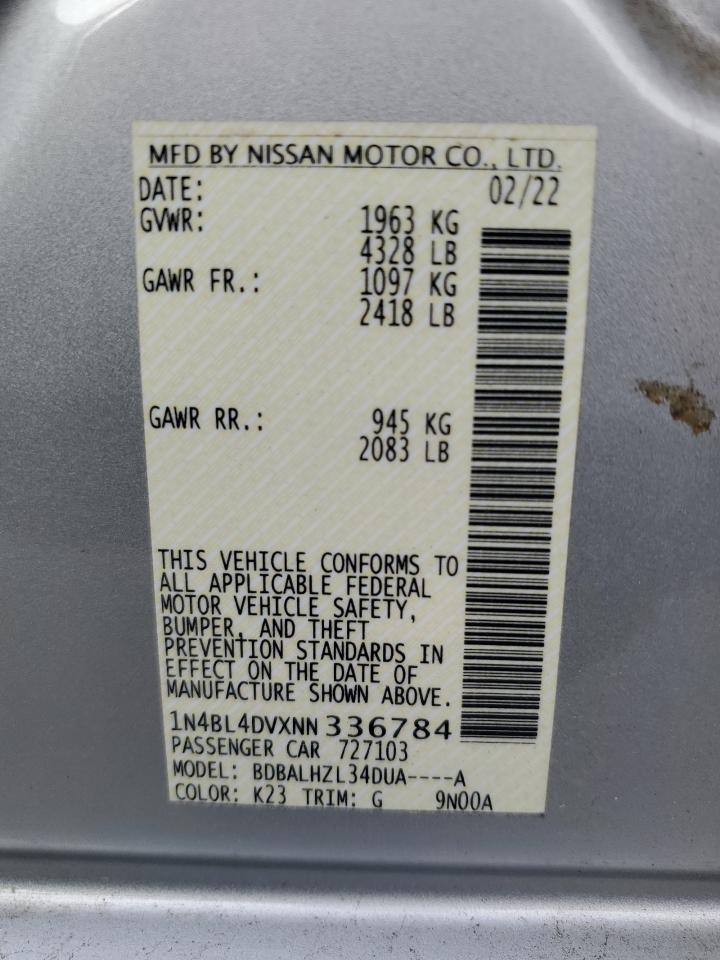 MFD BY NISSAN MOTOR CO., LTD.
DATE: 02/22
GVWR: 1963 KG
4328 LB
GAWR FR.: 1097 KG
2418 LB
GAWR RR.: 945 KG
2083 LB
THIS VEHICLE CONFORMS TO
ALL APPLICABLE FEDERAL
MOTOR VEHICLE SAFETY,
BUMPER, AND THEFT
PREVENTION STANDARDS IN
EFFECT ON THE DATE OF
MANUFACTURE SHOWN ABOVE.
1N4BL4DVXNN336784
PASSENGER CAR 727103
MODEL: BDBALHZL34DUA----A
COLOR: K23 TRIM: G 9N00A